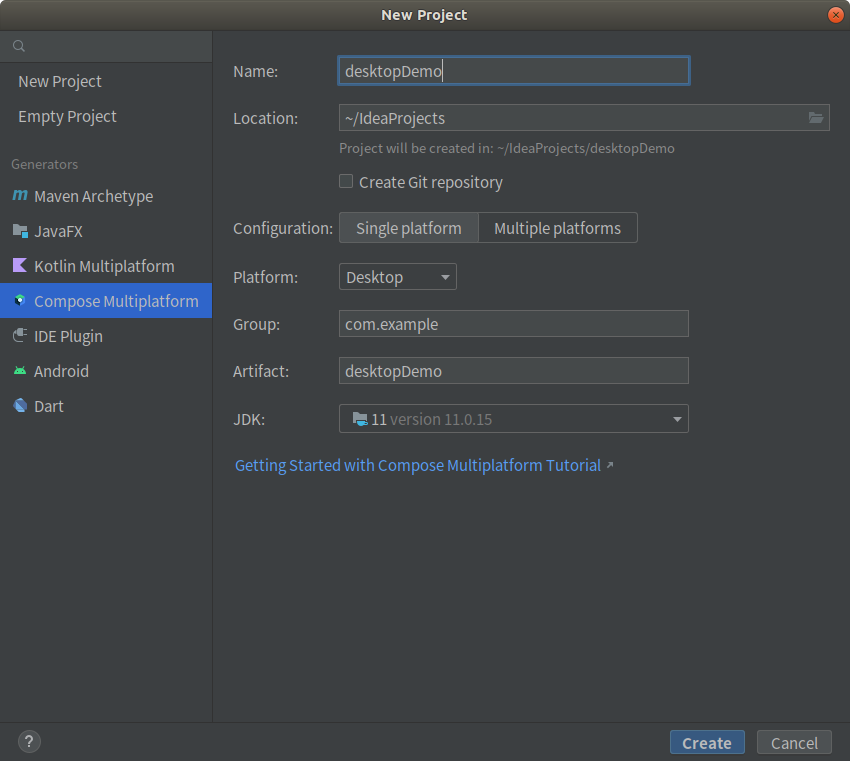 New Project
New Project
Empty Project
Generators
m Maven Archetype
JavaFX
Kotlin Multiplatform
Compose Multiplatform
IDE Plugin
Android
Dart
Name: desktopDemo
Location: ~/IdeaProjects
Project will be created in: ~/IdeaProjects/desktopDemo
Create Git repository
Configuration: Single platform Multiple platforms
Platform: Desktop
Group: com.example
Artifact: desktopDemo
JDK: 11 version 11.0.15
Getting Started with Compose Multiplatform Tutorial ↗
? Create Cancel